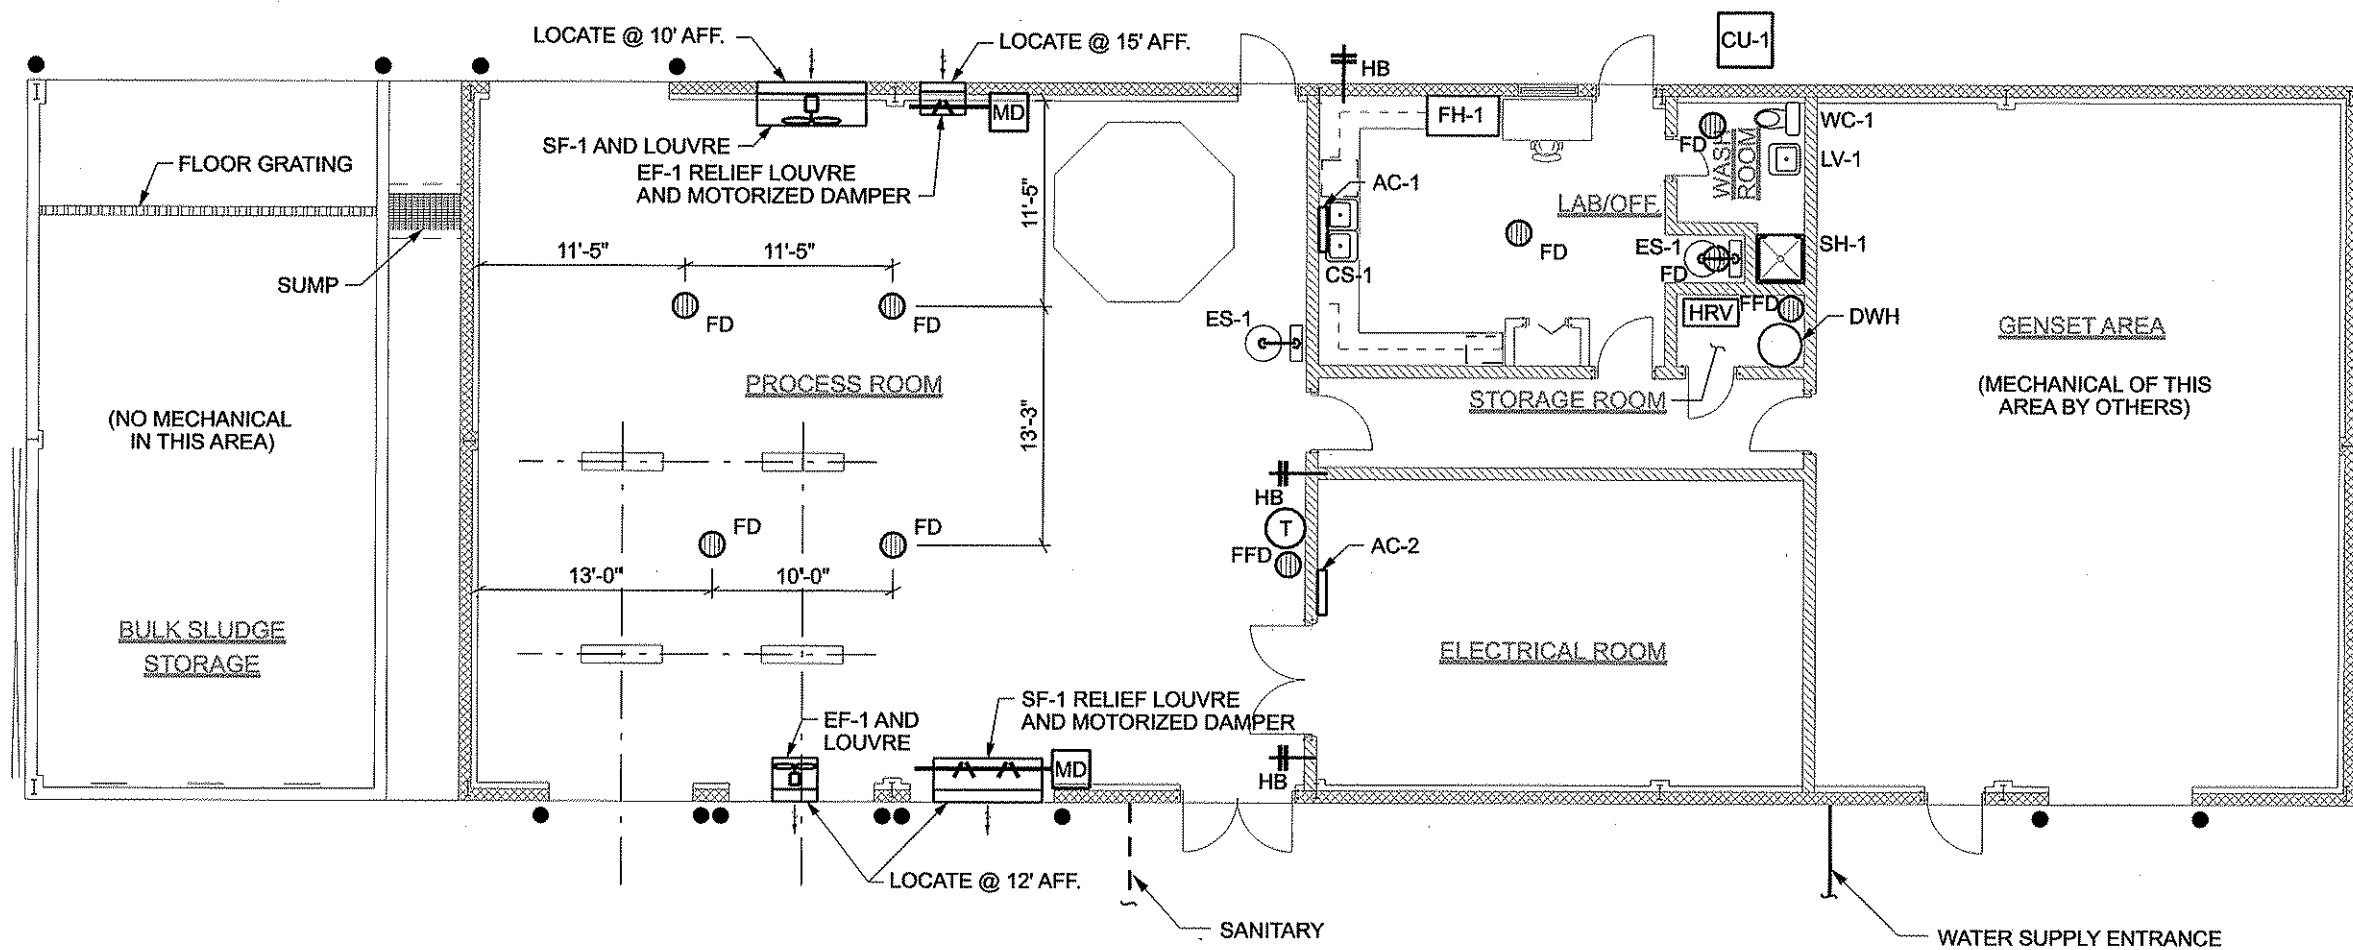 LOCATE @ 10' AFF.
LOCATE @ 15' AFF.
CU-1
HB
MD
FH-1
WC-1
FD
WASH
ROOM
LV-1
SF-1 AND LOUVRE
EF-1 RELIEF LOUVRE
AND MOTORIZED DAMPER
FLOOR GRATING
AC-1
11'-5"
LAB/OFF.
11'-5"
11'-5"
FD
ES-1
FD
SH-1
SUMP
CS-1
HRV
FFD
DWH
FD
FD
ES-1
GENSET AREA
PROCESS ROOM
STORAGE ROOM
(MECHANICAL OF THIS
AREA BY OTHERS)
(NO MECHANICAL
IN THIS AREA)
13'-3"
HB
FD
FD
T
FFD
AC-2
13'-0"
10'-0"
BULK SLUDGE
STORAGE
ELECTRICAL ROOM
SF-1 RELIEF LOUVRE
AND MOTORIZED DAMPER
EF-1 AND
LOUVRE
MD
HB
LOCATE @ 12' AFF.
SANITARY
WATER SUPPLY ENTRANCE